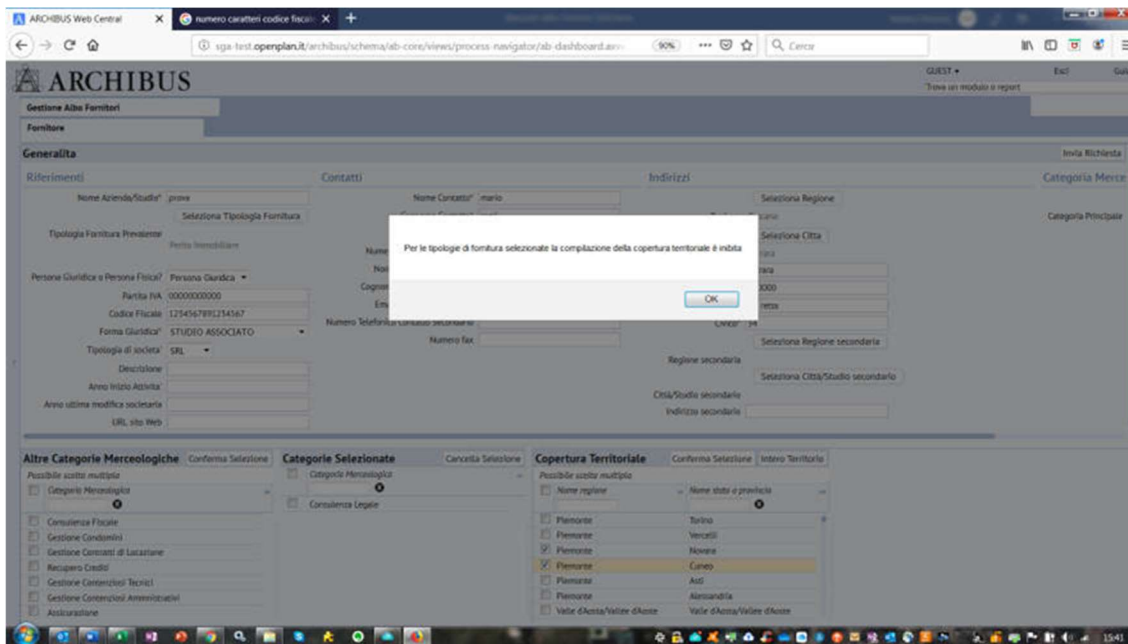 ARCHIBUS Web Central
numero caratteri codice fiscal
sga-test.openplan.it/archibus/schema/ab-core/views/process-navigator/ab-dashboard.axv
90%
Cerca
ARCHIBUS
GUEST
Esci
Trova un modulo o report
Gestione Albo Fornitori
Fornitore
Generalita
Invia Richiesta
Riferimenti
Contatti
Indirizzi
Categoria Merce
Nome Azienda/Studio* prova
Nome Contatto* mario
Seleziona Regione
Seleziona Tipologia Fornitura
Categoria Principale
Tipologia Fornitura Prevalente
Perito Immobiliare
Seleziona Citta
Per le tipologie di fornitura selezionate la compilazione della copertura territoriale è inibita
OK
Persona Giuridica o Persona Fisica? Persona Giuridica
Partita IVA 00000000000
Codice Fiscale 1234567891234567
Forma Giuridica* STUDIO ASSOCIATO
Numero Telefonico Contatto secondario
Civico* 34
Tipologia di societa' SRL
Numero fax
Seleziona Regione secondaria
Descrizione
Regione secondaria
Anno Inizio Attivita'
Seleziona Città/Studio secondario
Anno ultima modifica societaria
Città/Studio secondario
URL sito Web
Indirizzo secondario
Altre Categorie Merceologiche
Conferma Selezione
Categorie Selezionate
Cancella Selezione
Copertura Territoriale
Conferma Selezione
Intero Territorio
Possibile scelta multipla
Categoria Merceologica
Possibile scelta multipla
Categoria Merceologica
Nome regione
Nome stato o provincia
Consulenza Legale
Consulenza Fiscale
Piemonte Torino
Gestione Condomini
Piemonte Vercelli
Gestione Contratti di Locazione
Piemonte Novara
Recupero Crediti
Piemonte Cuneo
Gestione Contenziosi Tecnici
Piemonte Asti
Gestione Contenziosi Amministrativi
Piemonte Alessandria
Assicurazione
Valle d'Aosta/Vallée d'Aoste Valle d'Aosta/Vallée d'Aoste
15:41